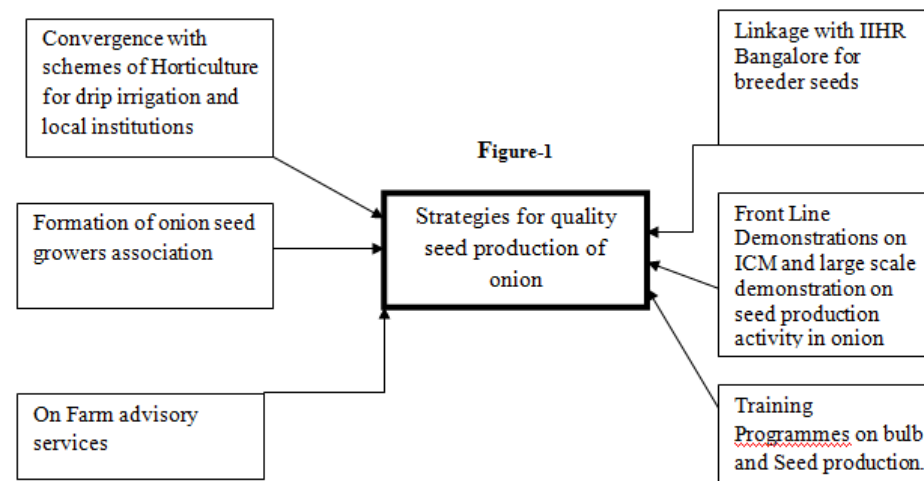 Convergence with
schemes of Horticulture
for drip irrigation and
local institutions
Linkage with IIHR
Bangalore for
breeder seeds
Figure-1
Strategies for quality
seed production of
onion
Formation of onion seed
growers association
Front Line
Demonstrations on
ICM and large scale
demonstration on
seed production
activity in onion
On Farm advisory
services
Training
Programmes on bulb
and Seed production.